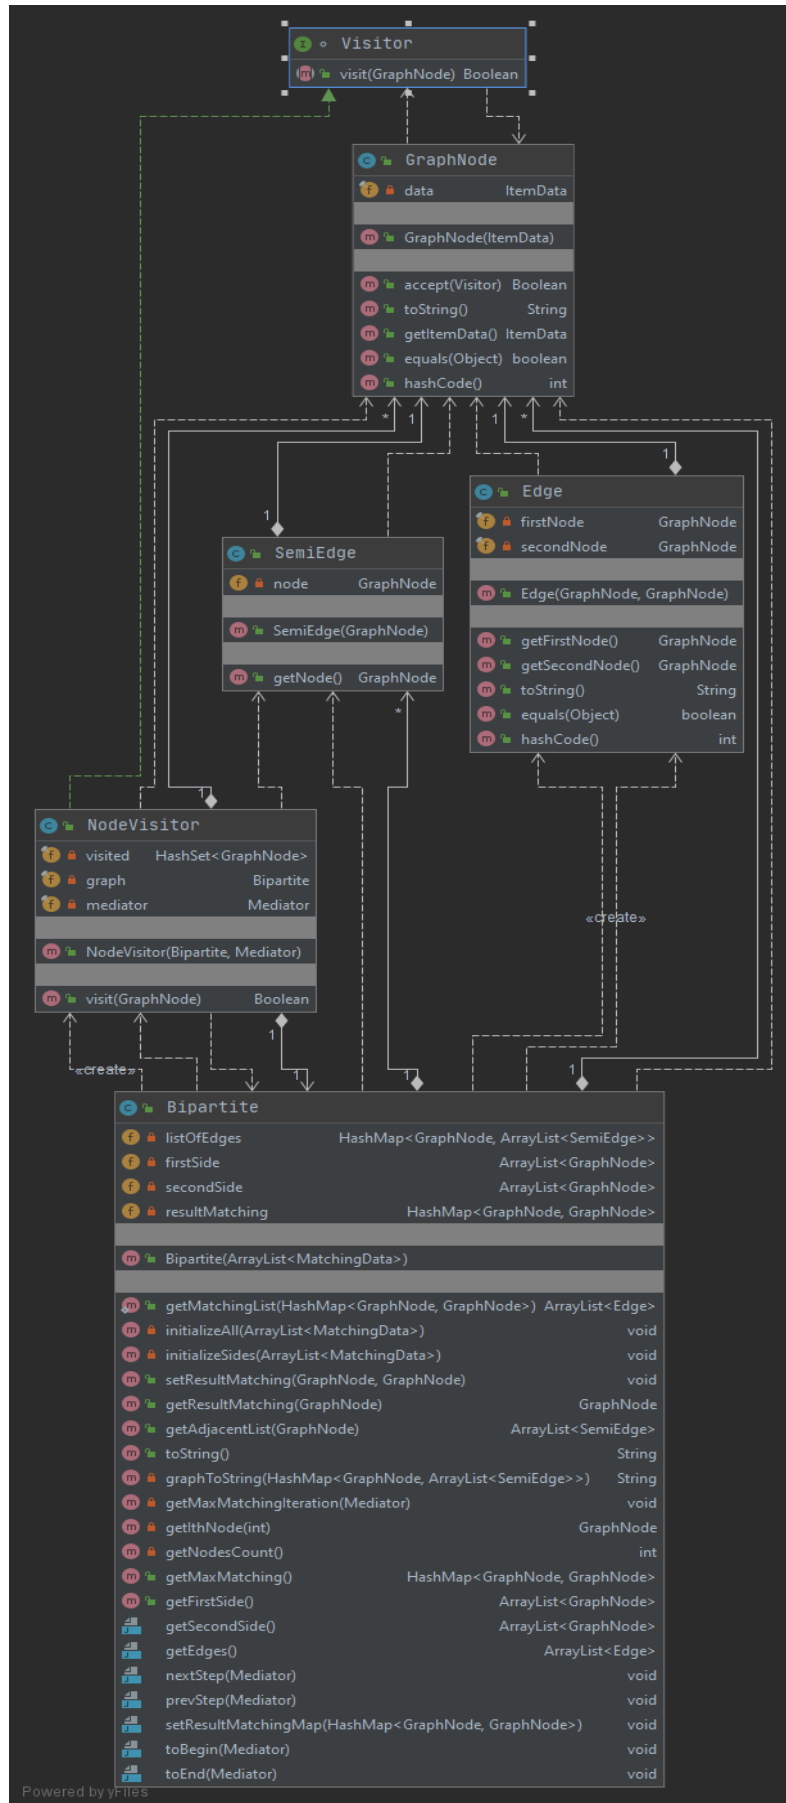 Visitor
visit(GraphNode) Boolean
GraphNode
data ItemData
GraphNode(ItemData)
accept(Visitor) Boolean
toString() String
getItemData() ItemData
equals(Object) boolean
hashCode() int
* 1 1 *
1
1
Edge
firstNode GraphNode
secondNode GraphNode
Edge(GraphNode, GraphNode)
getFirstNode() GraphNode
getSecondNode() GraphNode
toString() String
equals(Object) boolean
hashCode() int
SemiEdge
node GraphNode
SemiEdge(GraphNode)
getNode() GraphNode
*
1
NodeVisitor
visited HashSet<GraphNode>
graph Bipartite
mediator Mediator
NodeVisitor(Bipartite, Mediator)
visit(GraphNode) Boolean
«create»
1
«create»
1 1 1
Bipartite
listOfEdges HashMap<GraphNode, ArrayList<SemiEdge>>
firstSide ArrayList<GraphNode>
secondSide ArrayList<GraphNode>
resultMatching HashMap<GraphNode, GraphNode>
Bipartite(ArrayList<MatchingData>)
getMatchingList(HashMap<GraphNode, GraphNode>) ArrayList<Edge>
initializeAll(ArrayList<MatchingData>) void
initializeSides(ArrayList<MatchingData>) void
setResultMatching(GraphNode, GraphNode) void
getResultMatching(GraphNode) GraphNode
getAdjacentList(GraphNode) ArrayList<SemiEdge>
toString() String
graphToString(HashMap<GraphNode, ArrayList<SemiEdge>>) String
getMaxMatchingIteration(Mediator) void
getIthNode(int) GraphNode
getNodesCount() int
getMaxMatching() HashMap<GraphNode, GraphNode>
getFirstSide() ArrayList<GraphNode>
getSecondSide() ArrayList<GraphNode>
getEdges() ArrayList<Edge>
nextStep(Mediator) void
prevStep(Mediator) void
setResultMatchingMap(HashMap<GraphNode, GraphNode>) void
toBegin(Mediator) void
toEnd(Mediator) void
Powered by yFiles